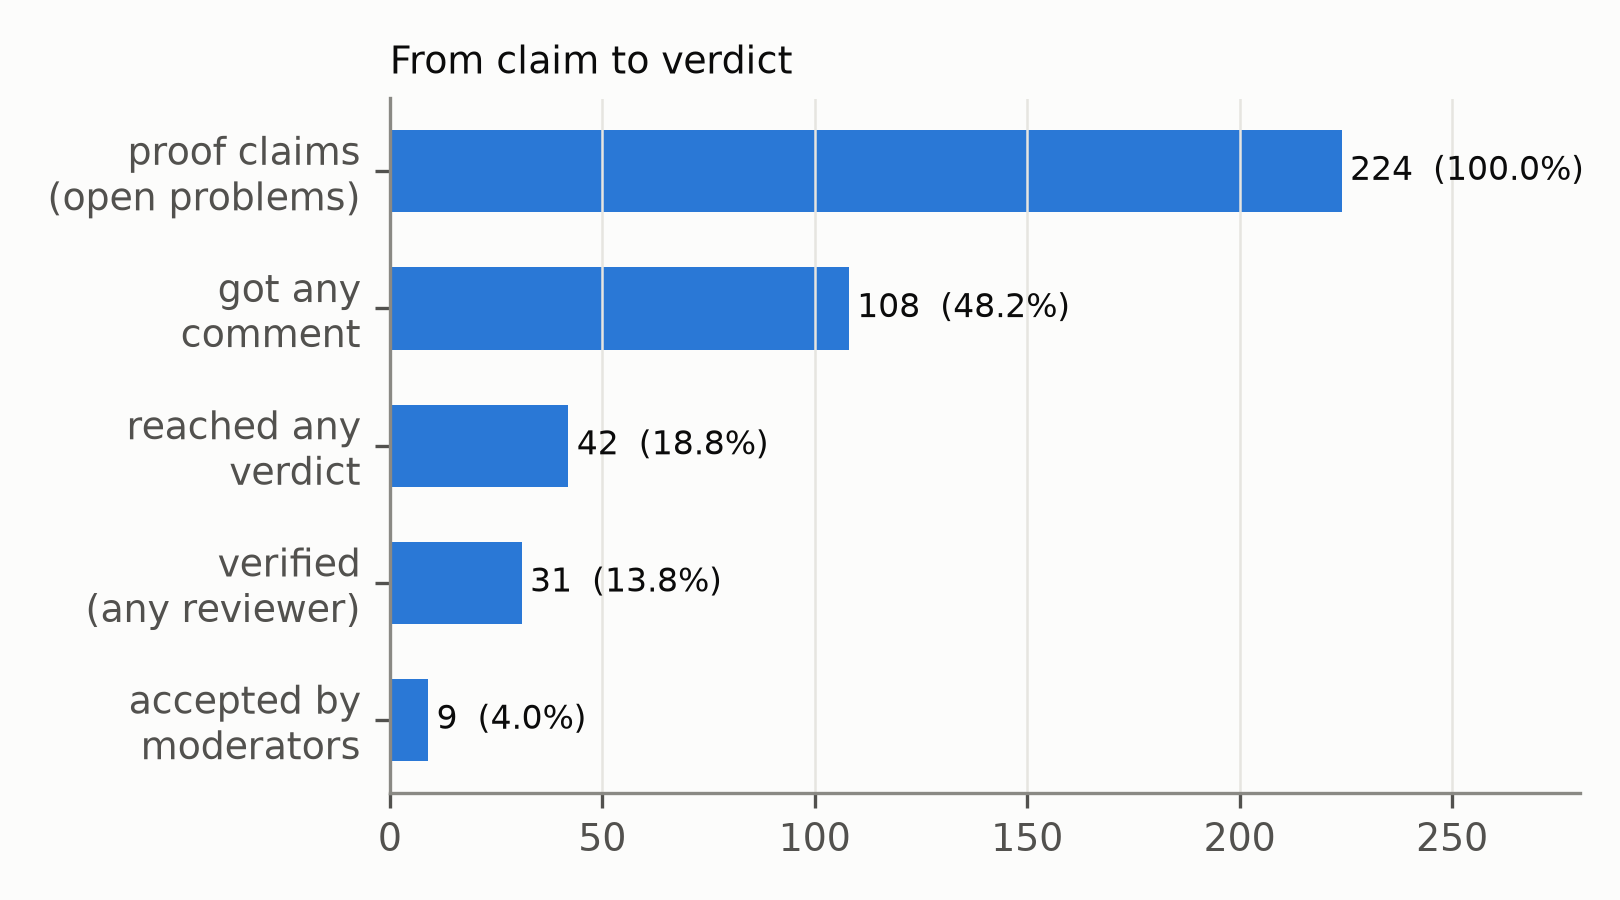 From claim to verdict
proof claims
(open problems)
224 (100.0%)
got any
comment
108 (48.2%)
reached any
verdict
42 (18.8%)
verified
(any reviewer)
31 (13.8%)
accepted by
moderators
9 (4.0%)
0 50 100 150 200 250